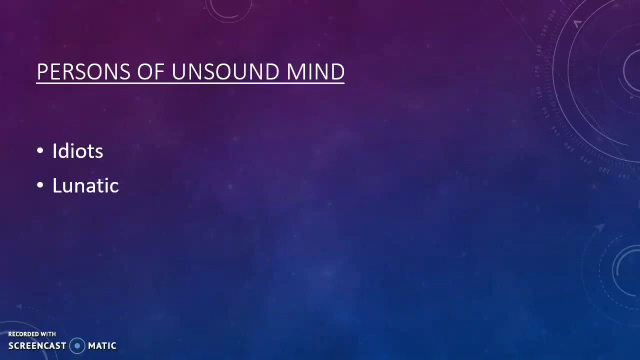 PERSONS OF UNSOUND MIND
• Idiots
• Lunatic
RECORDED WITH
SCREENCAST MATIC